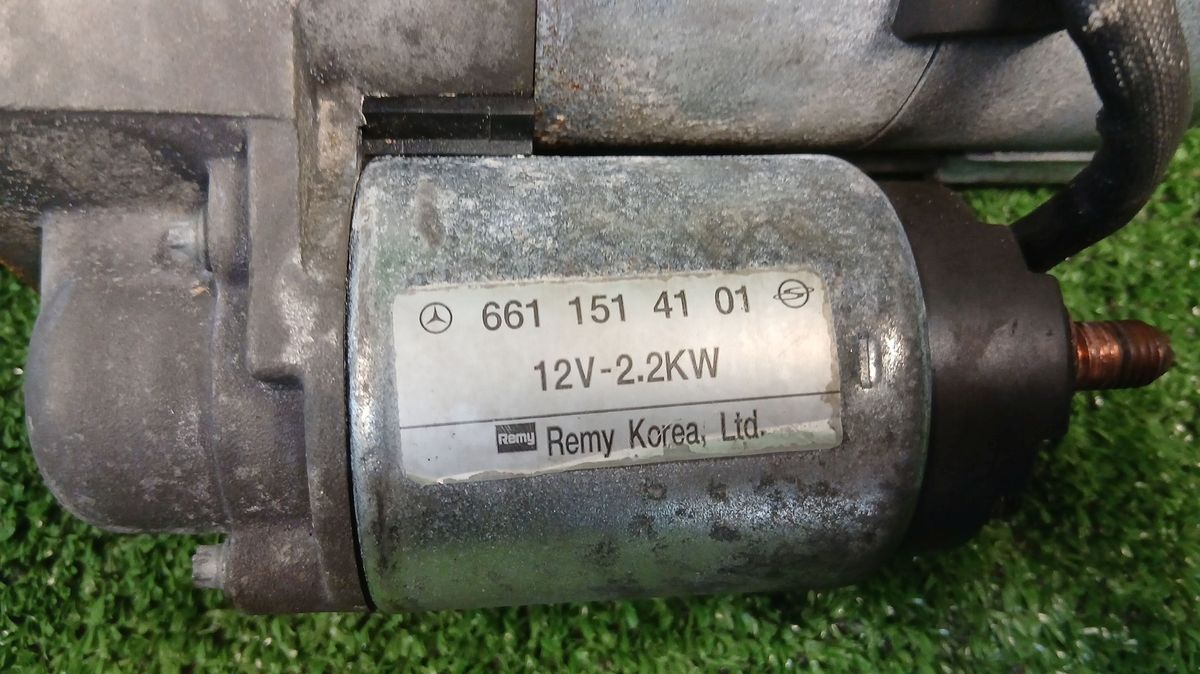 661 151 41 01
12V-2.2KW
Remy Remy Korea, Ltd.